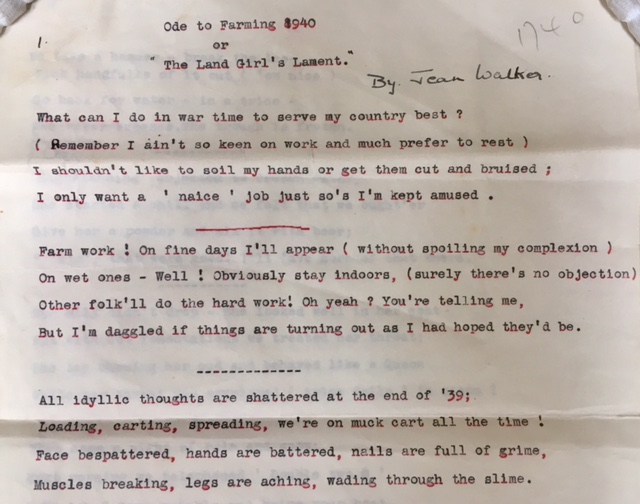 Ode to Farming 1940
1.
or
1940
" The Land Girl's Lament."
By. Jean Walker.
What can I do in war time to serve my country best ?
( Remember I ain't so keen on work and much prefer to rest )
I shouldn't like to soil my hands or get them cut and bruised ;
I only want a ' naice ' job just so's I'm kept amused .
Farm work ! On fine days I'll appear ( without spoiling my complexion )
On wet ones - Well ! Obviously stay indoors, (surely there's no objection)
Other folk'll do the hard work! Oh yeah ? You're telling me,
But I'm daggled if things are turning out as I had hoped they'd be.
-------------
All idyllic thoughts are shattered at the end of '39;
Loading, carting, spreading, we're on muck cart all the time !
Face bespattered, hands are battered, nails are full of grime,
Muscles breaking, legs are aching, wading through the slime.